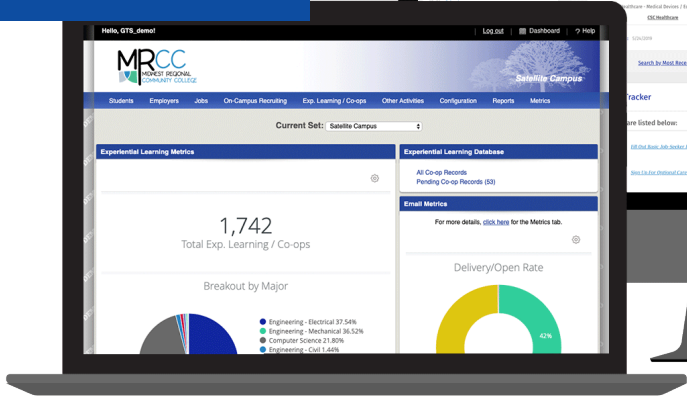 Hello, GTS_demo!
Log out
Dashboard
? Help
MRCC
MIDWEST REGIONAL
COMMUNITY COLLEGE
Satellite Campus
Students
Employers
Jobs
On-Campus Recruiting
Exp. Learning / Co-ops
Other Activities
Configuration
Reports
Metrics
Current Set: Satellite Campus
Experiential Learning Metrics
1,742
Total Exp. Learning / Co-ops
Breakout by Major
Engineering - Electrical 37.54%
Engineering - Mechanical 36.52%
Computer Science 21.80%
Engineering - Civil 1.44%
Experiential Learning Database
All Co-op Records
Pending Co-op Records (53)
Email Metrics
For more details, click here for the Metrics tab.
Delivery/Open Rate
42%
Healthcare - Medical Devices /
CSC Healthcare
Search by Most Rece
Tracker
are listed below: